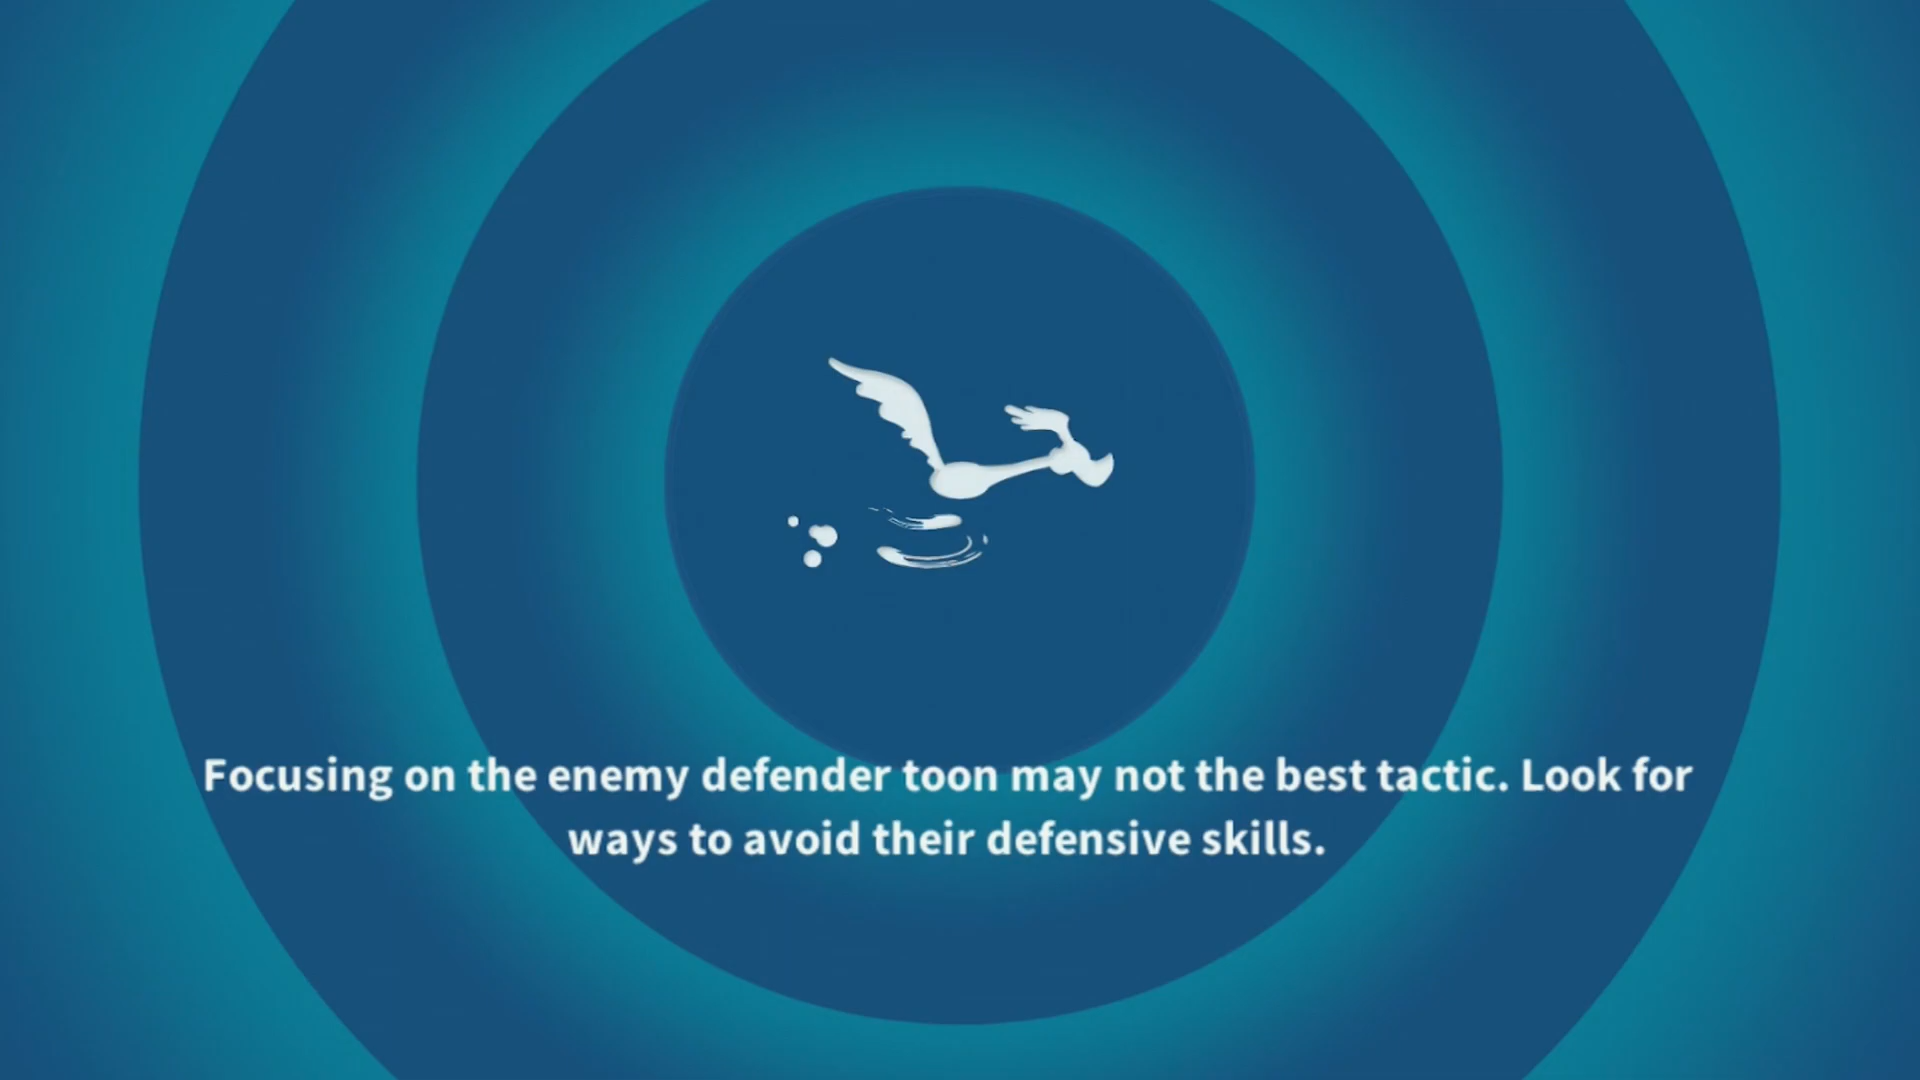 Focusing on the enemy defender toon may not the best tactic. Look for
ways to avoid their defensive skills.